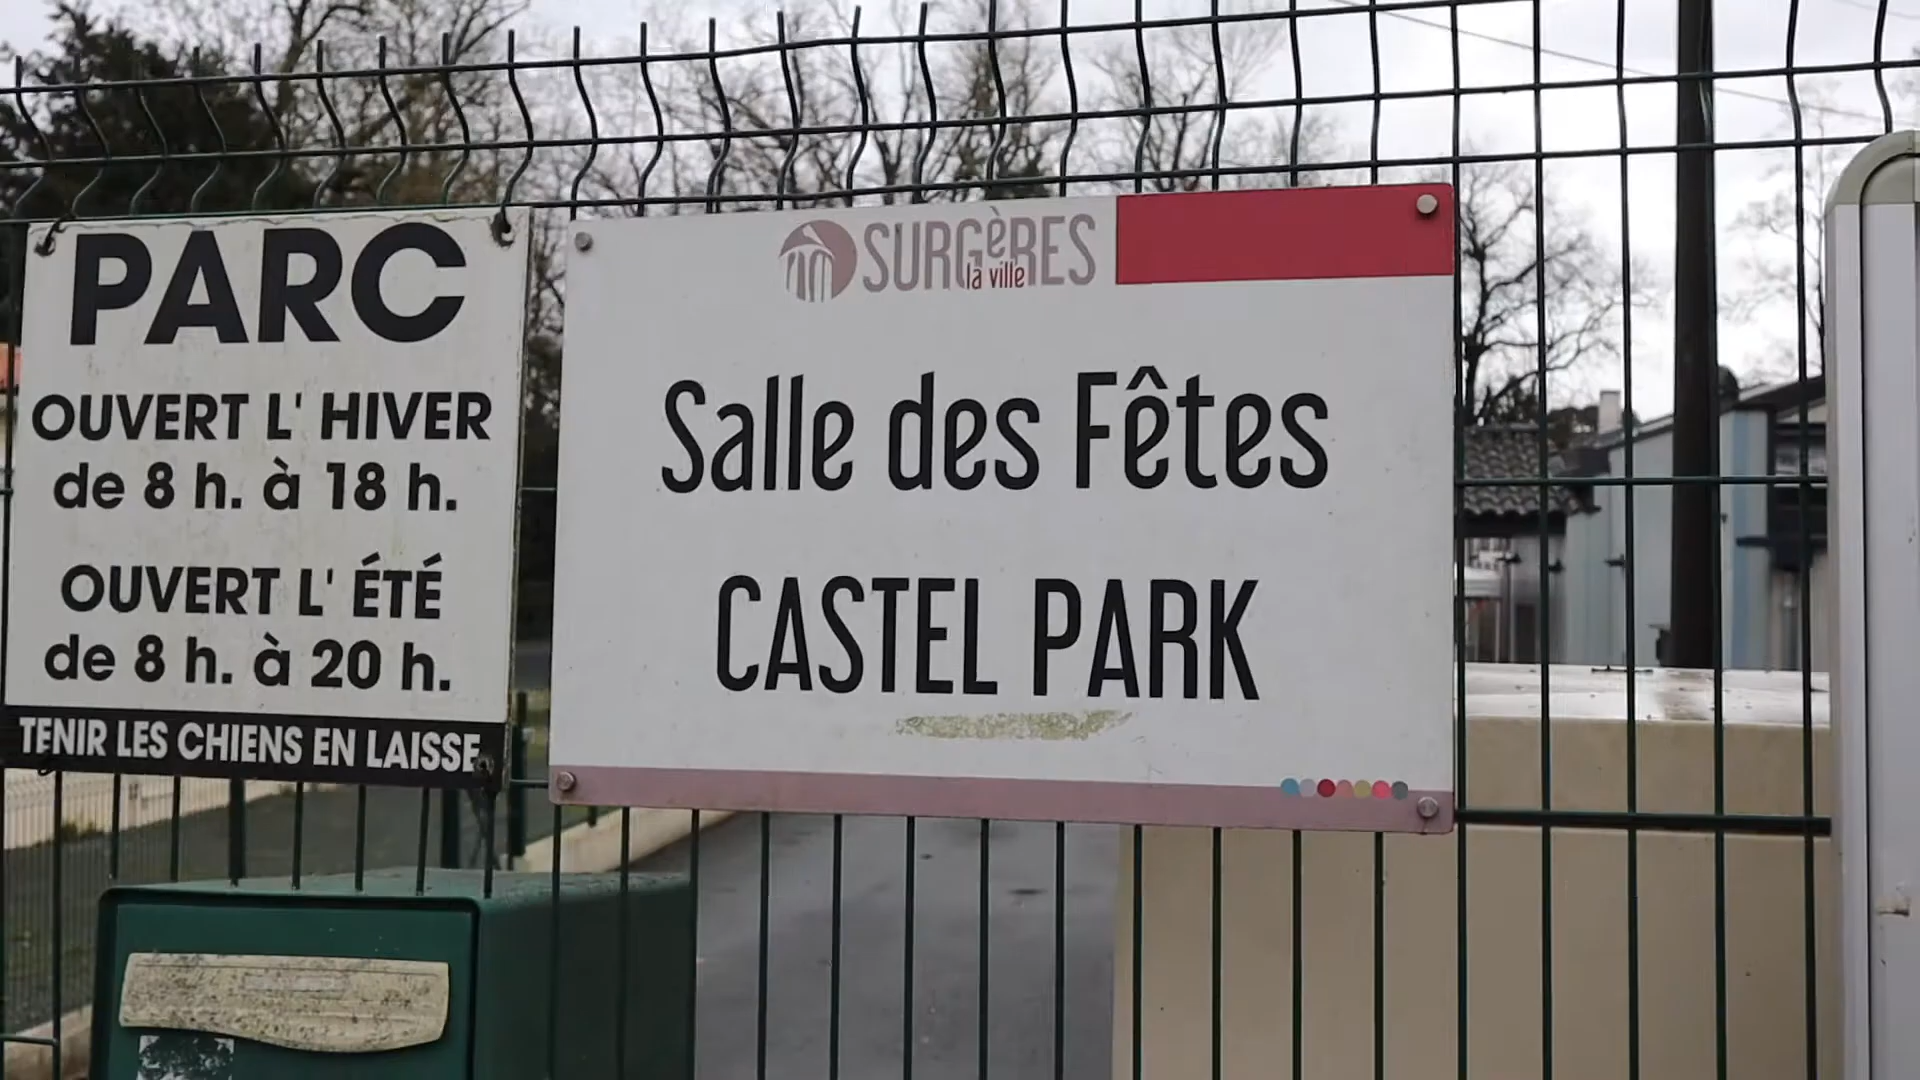 PARC
OUVERT L' HIVER
de 8 h. à 18 h.
OUVERT L' ÉTÉ
de 8 h. à 20 h.
TENIR LES CHIENS EN LAISSE
SURGèRES
la ville
Salle des Fêtes
CASTEL PARK